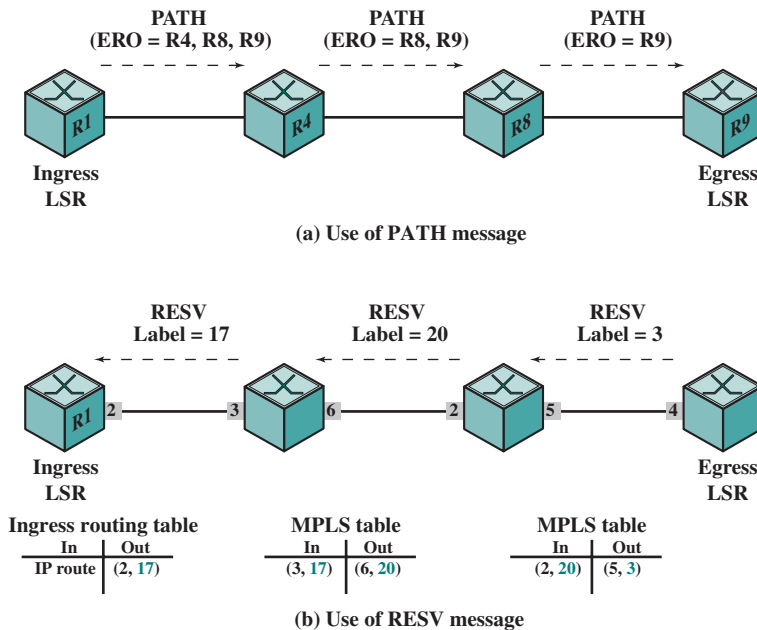 PATH
(ERO = R4, R8, R9)
PATH
(ERO = R8, R9)
PATH
(ERO = R9)
R1
R4
R8
R9
Ingress
LSR
Egress
LSR
(a) Use of PATH message
RESV
Label = 17
RESV
Label = 20
RESV
Label = 3
R1
2
3
6
2
5
4
Ingress
LSR
Egress
LSR
Ingress routing table
In Out
IP route (2, 17)
MPLS table
In Out
(3, 17) (6, 20)
MPLS table
In Out
(2, 20) (5, 3)
(b) Use of RESV message